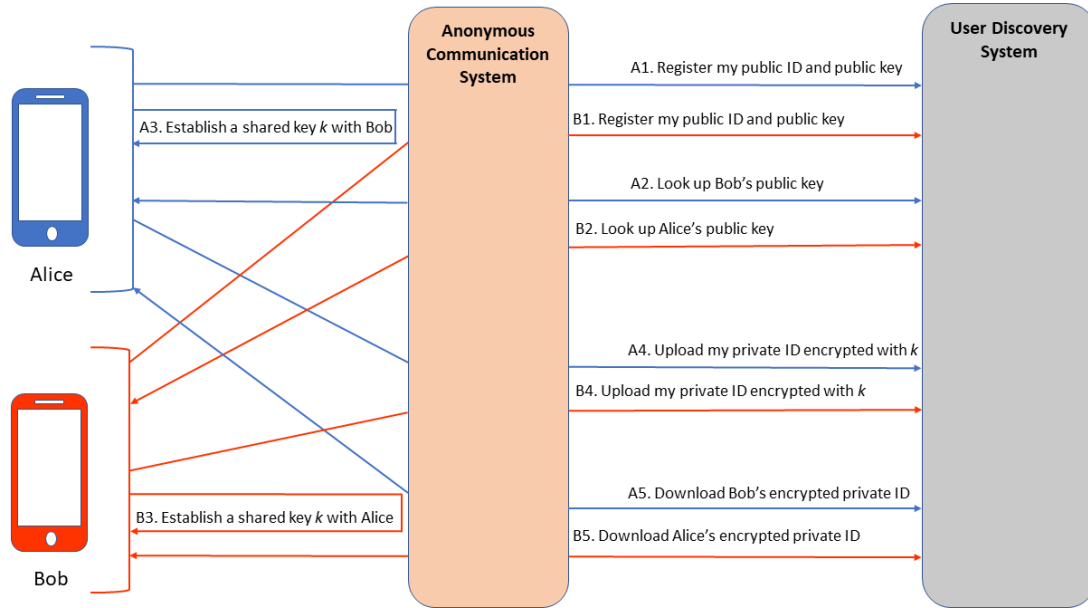 Anonymous
Communication
System
User Discovery
System
A1. Register my public ID and public key
A3. Establish a shared key k with Bob
B1. Register my public ID and public key
A2. Look up Bob's public key
B2. Look up Alice's public key
Alice
A4. Upload my private ID encrypted with k
B4. Upload my private ID encrypted with k
A5. Download Bob's encrypted private ID
B3. Establish a shared key k with Alice
B5. Download Alice's encrypted private ID
Bob